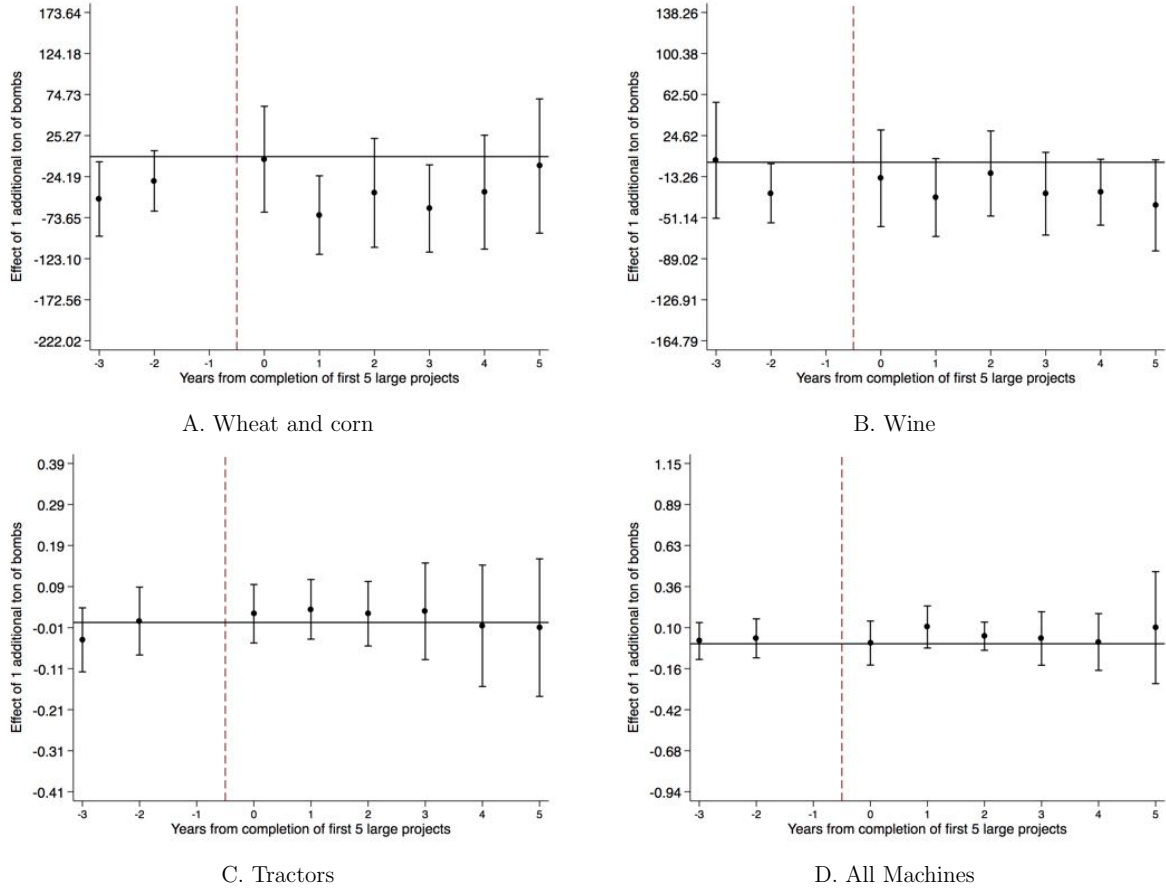 173.64
124.18
74.73
25.27
-24.19
-73.65
-123.10
-172.56
-222.02
Effect of 1 additional ton of bombs
-3 -2 -1 0 1 2 3 4 5
Years from completion of first 5 large projects
A. Wheat and corn
138.26
100.38
62.50
24.62
-13.26
-51.14
-89.02
-126.91
-164.79
Effect of 1 additional ton of bombs
-3 -2 -1 0 1 2 3 4 5
Years from completion of first 5 large projects
B. Wine
0.39
0.29
0.19
0.09
-0.01
-0.11
-0.21
-0.31
-0.41
Effect of 1 additional ton of bombs
-3 -2 -1 0 1 2 3 4 5
Years from completion of first 5 large projects
C. Tractors
1.15
0.89
0.63
0.36
0.10
-0.16
-0.42
-0.68
-0.94
Effect of 1 additional ton of bombs
-3 -2 -1 0 1 2 3 4 5
Years from completion of first 5 large projects
D. All Machines